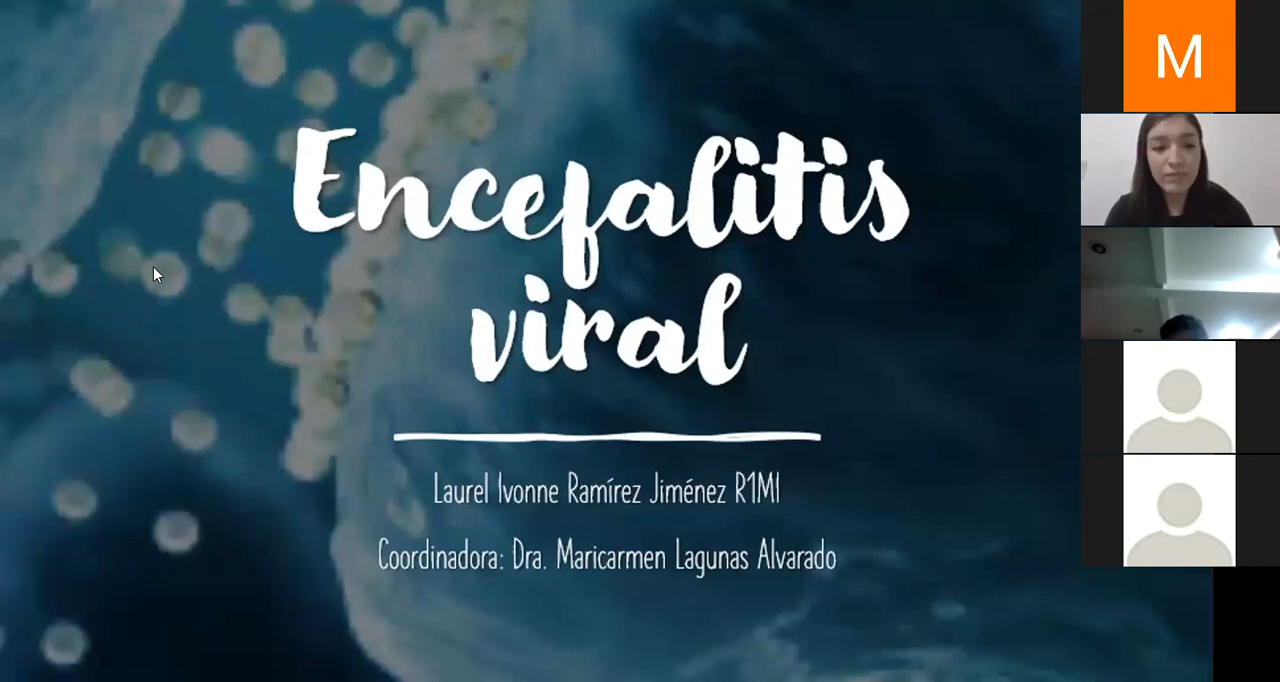 Encefalitis
viral
Laurel Ivonne Ramírez Jiménez R1MI
Coordinadora: Dra. Maricarmen Lagunas Alvarado
M